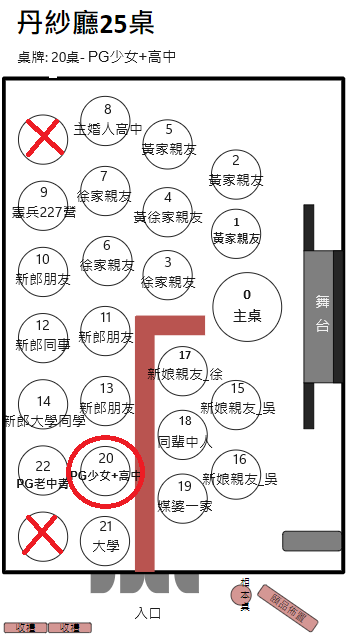 丹紗廳25桌
桌牌: 20桌- PG少女+高中
8
主婚人高中
5
黃家親友
2
黃家親友
7
徐家親友
9
憲兵227營
4
黃徐家親友
1
黃家親友
10
新郎朋友
6
徐家親友
3
徐家親友
0
主桌
舞
台
12
新郎同事
11
新郎朋友
17
新娘親友_徐
14
新郎大學同學
13
新郎朋友
15
新娘親友_吳
18
同輩中人
22
PG老中青
20
PG少女+高中
16
新娘親友_吳
19
媒婆一家
21
大學
入口
相
本
桌
收禮
收禮